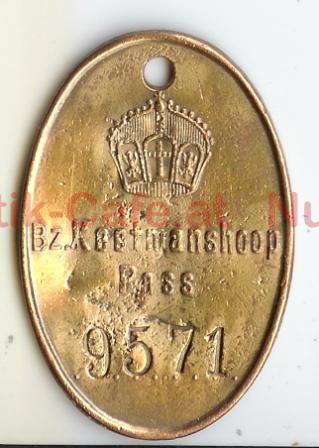 Bz. Keetmanshoop
Pass
9571
tik-Cafe.at Nu